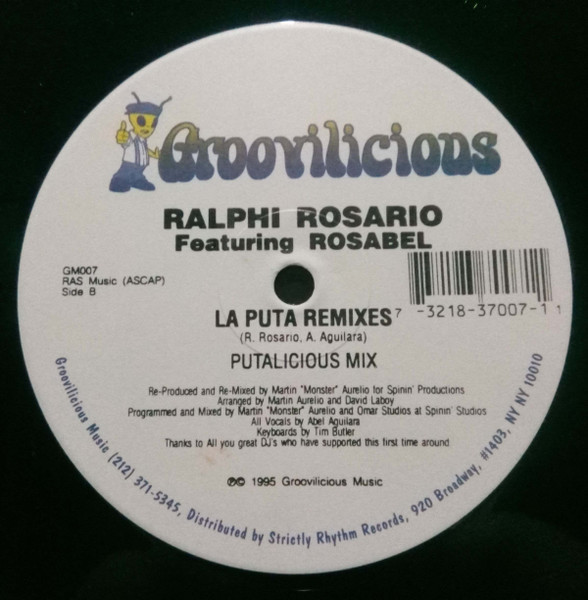 Groovilicious
RALPHI ROSARIO
Featuring ROSABEL
GM007
RAS Music (ASCAP)
Side B
7 -3218-37007-1 1
LA PUTA REMIXES
(R. Rosario, A. Aguilara)
PUTALICIOUS MIX
Re-Produced and Re-Mixed by Martin "Monster" Aurelio for Spinin' Productions
Arranged by Martin Aurelio and David Laboy
Programmed and Mixed by Martin "Monster" Aurelio and Omar Studios at Spinin' Studios
All Vocals by Abel Aguilara
Keyboards by Tim Butler
Thanks to All you great DJ's who have supported this first time around
℗© 1995 Groovilicious Music
Groovilicious Music (212) 371-5345, Distributed by Strictly Rhythm Records, 920 Broadway, #1403, NY NY 10010